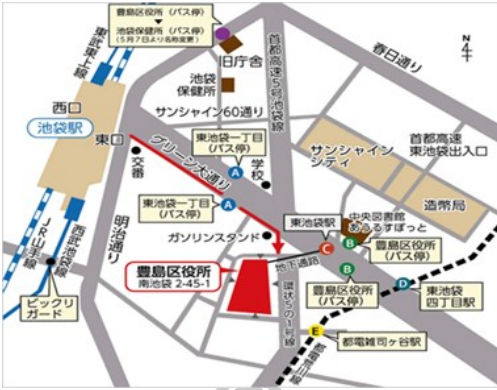 豊島区役所（バス停）
池袋保健所（バス停）
（5月7日より名称変更）
東武東上線
旧庁舎
池袋
保健所
サンシャイン60通り
首都高速5号池袋線
春日通り
N
4
西口
池袋駅
東口
交番
グリーン大通り
東池袋一丁目
（バス停）
A
学校
サンシャイン
シティ
首都高速
東池袋出入口
造幣局
東池袋一丁目
（バス停）
A
明治通り
ガソリンスタンド
東池袋駅
中央図書館
あうるすぽっと
C
B
豊島区役所
（バス停）
JR山手線
西武池袋線
豊島区役所
南池袋 2-45-1
地下通路
B
豊島区役所
（バス停）
D
東池袋
四丁目駅
ビックリ
ガード
環状5の1号線
E
都電雑司ヶ谷駅
都電荒川線